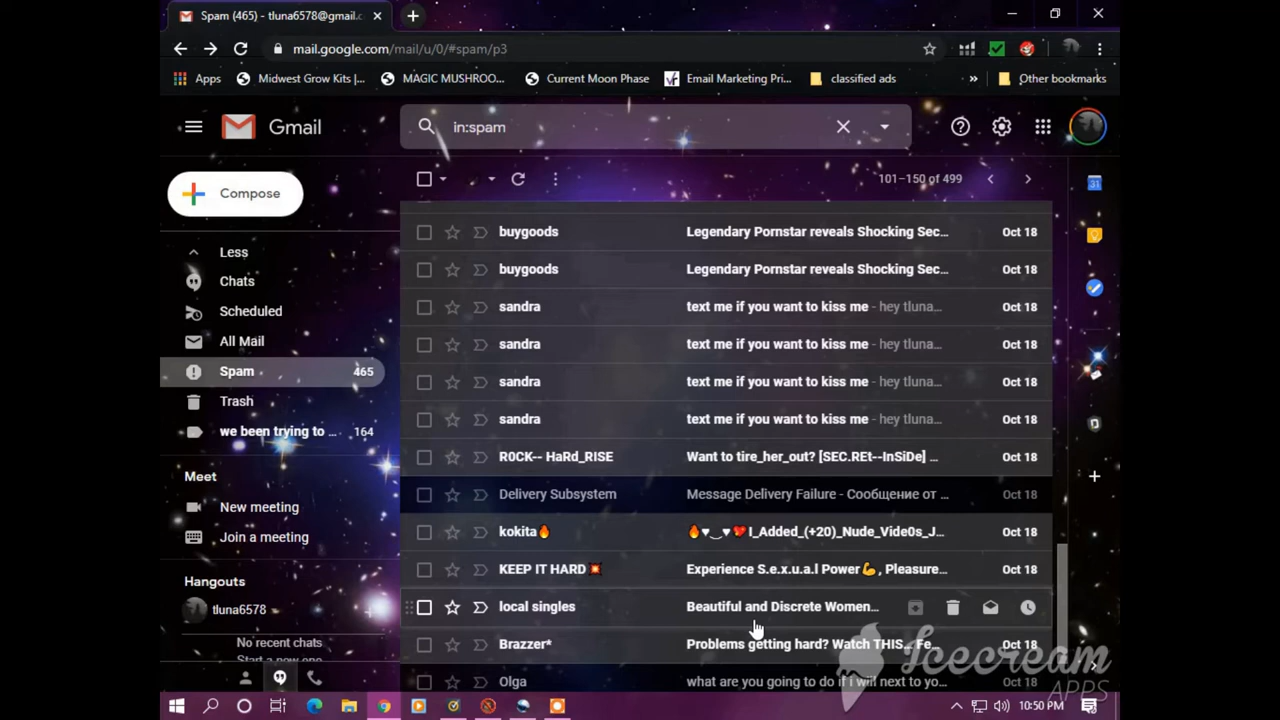 Spam (465) - tluna6578@gmail.c
mail.google.com/mail/u/0/#spam/p3
Apps
Midwest Grow Kits |...
MAGIC MUSHROO...
Current Moon Phase
Email Marketing Pri...
classified ads
»
Other bookmarks
Gmail
in:spam
Compose
101–150 of 499
Less
Chats
Scheduled
All Mail
Spam 465
Trash
we been trying to ... 164
Meet
New meeting
Join a meeting
Hangouts
tluna6578
No recent chats
Start a new one
buygoods Legendary Pornstar reveals Shocking Sec... Oct 18
buygoods Legendary Pornstar reveals Shocking Sec... Oct 18
sandra text me if you want to kiss me - hey tluna... Oct 18
sandra text me if you want to kiss me - hey tluna... Oct 18
sandra text me if you want to kiss me - hey tluna... Oct 18
sandra text me if you want to kiss me - hey tluna... Oct 18
R0CK-- HaRd_RISE Want to tire_her_out? [SEC.REt--InSiDe] ... Oct 18
Delivery Subsystem Message Delivery Failure - Сообщение от ... Oct 18
kokita🔥 🔥♥‿♥💖I_Added_(+20)_Nude_Vide0s_J... Oct 18
KEEP IT HARD💥 Experience S.e.x.u.a.l Power💪, Pleasure... Oct 18
local singles Beautiful and Discrete Women...
Brazzer* Problems getting hard? Watch THIS... Fe... Oct 18
Olga what are you going to do if i will next to yo...
Icecream
APPS
10:50 PM